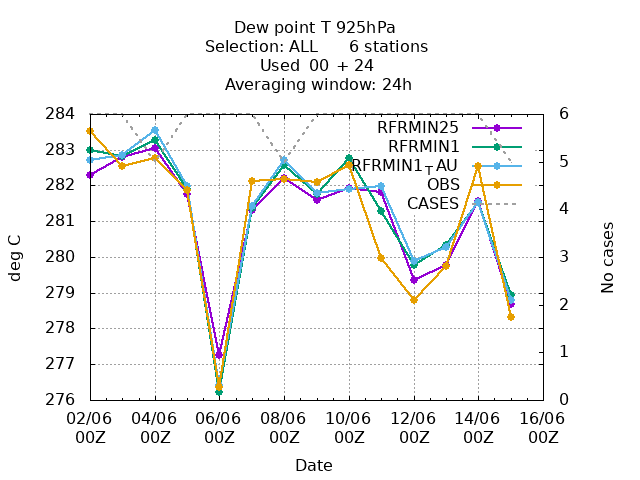 Dew point T 925hPa
Selection: ALL 6 stations
Used 00 + 24
Averaging window: 24h
284 6
RFRMIN25
283 RFRMIN1 5
282 RFRMIN1_TAU
OBS
281 CASES 4
280 3
279 2
278
277 1
276 0
deg C
No cases
02/06 04/06 06/06 08/06 10/06 12/06 14/06 16/06
00Z 00Z 00Z 00Z 00Z 00Z 00Z 00Z
Date